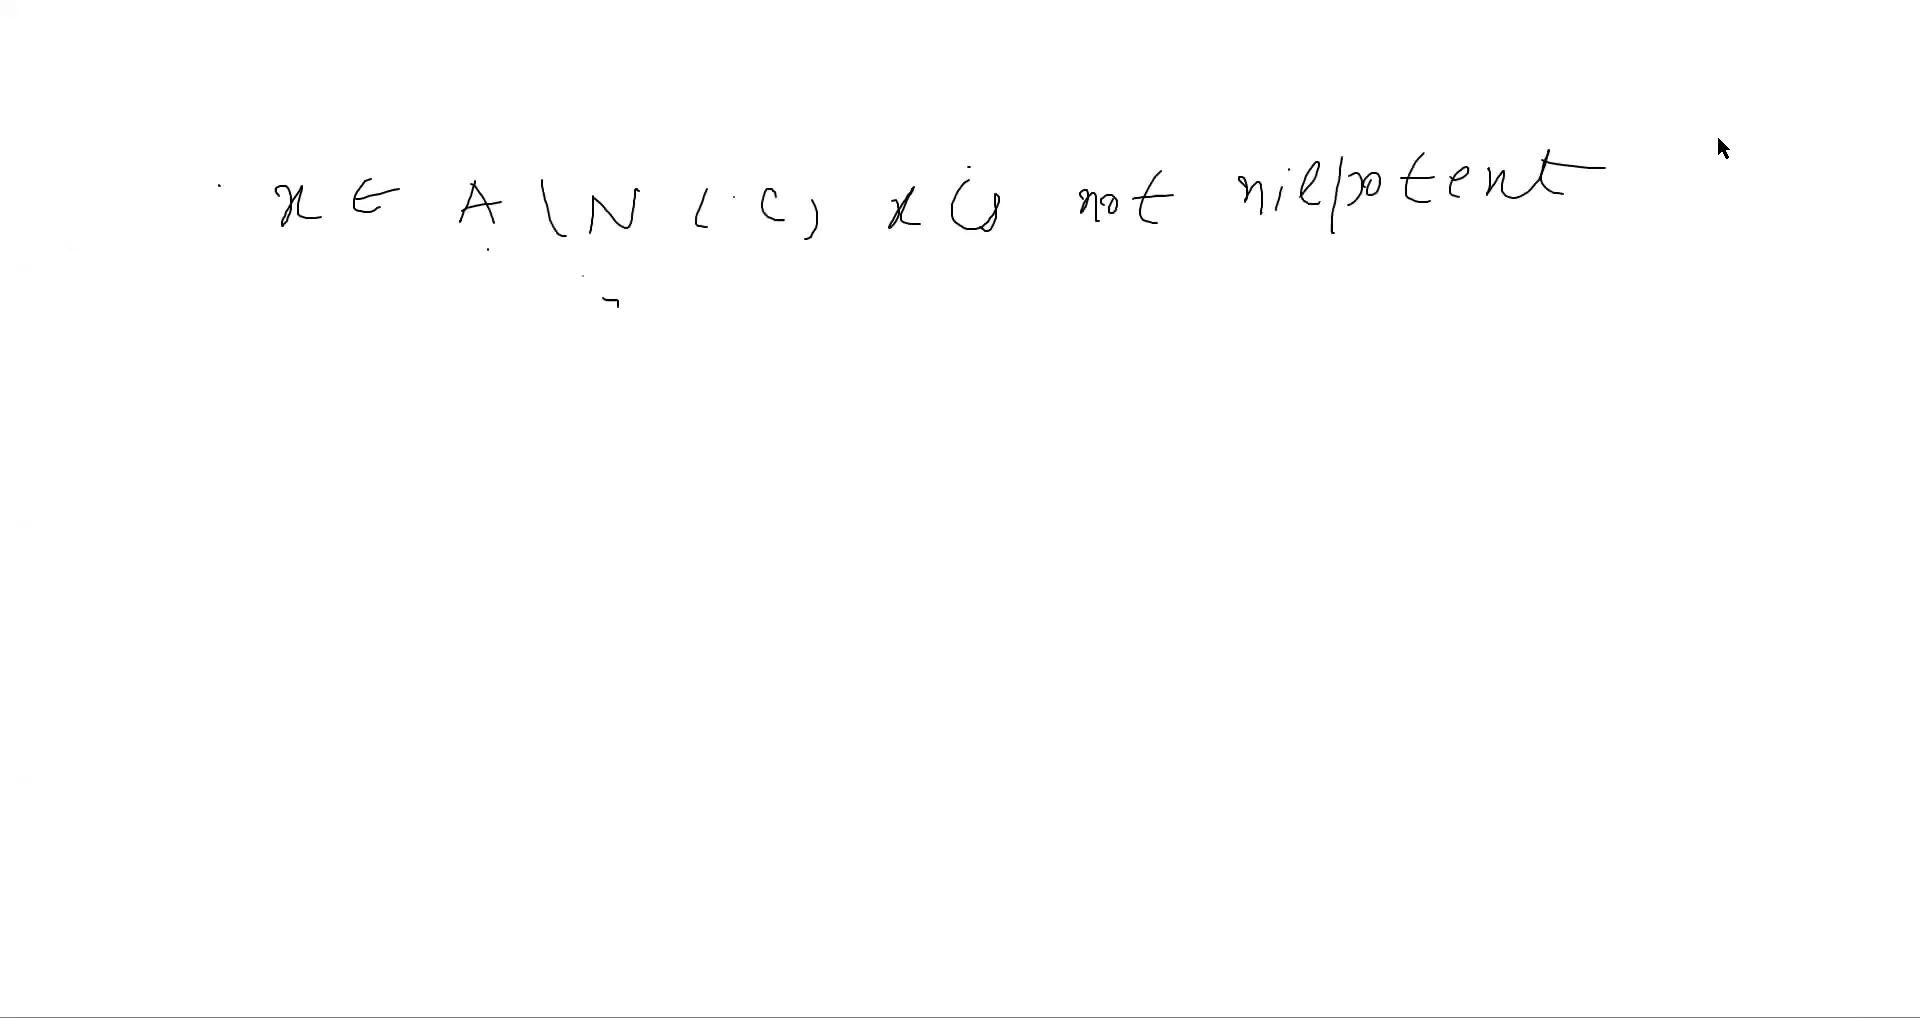 x ∈ A \ N (i.e., x is not nilpotent